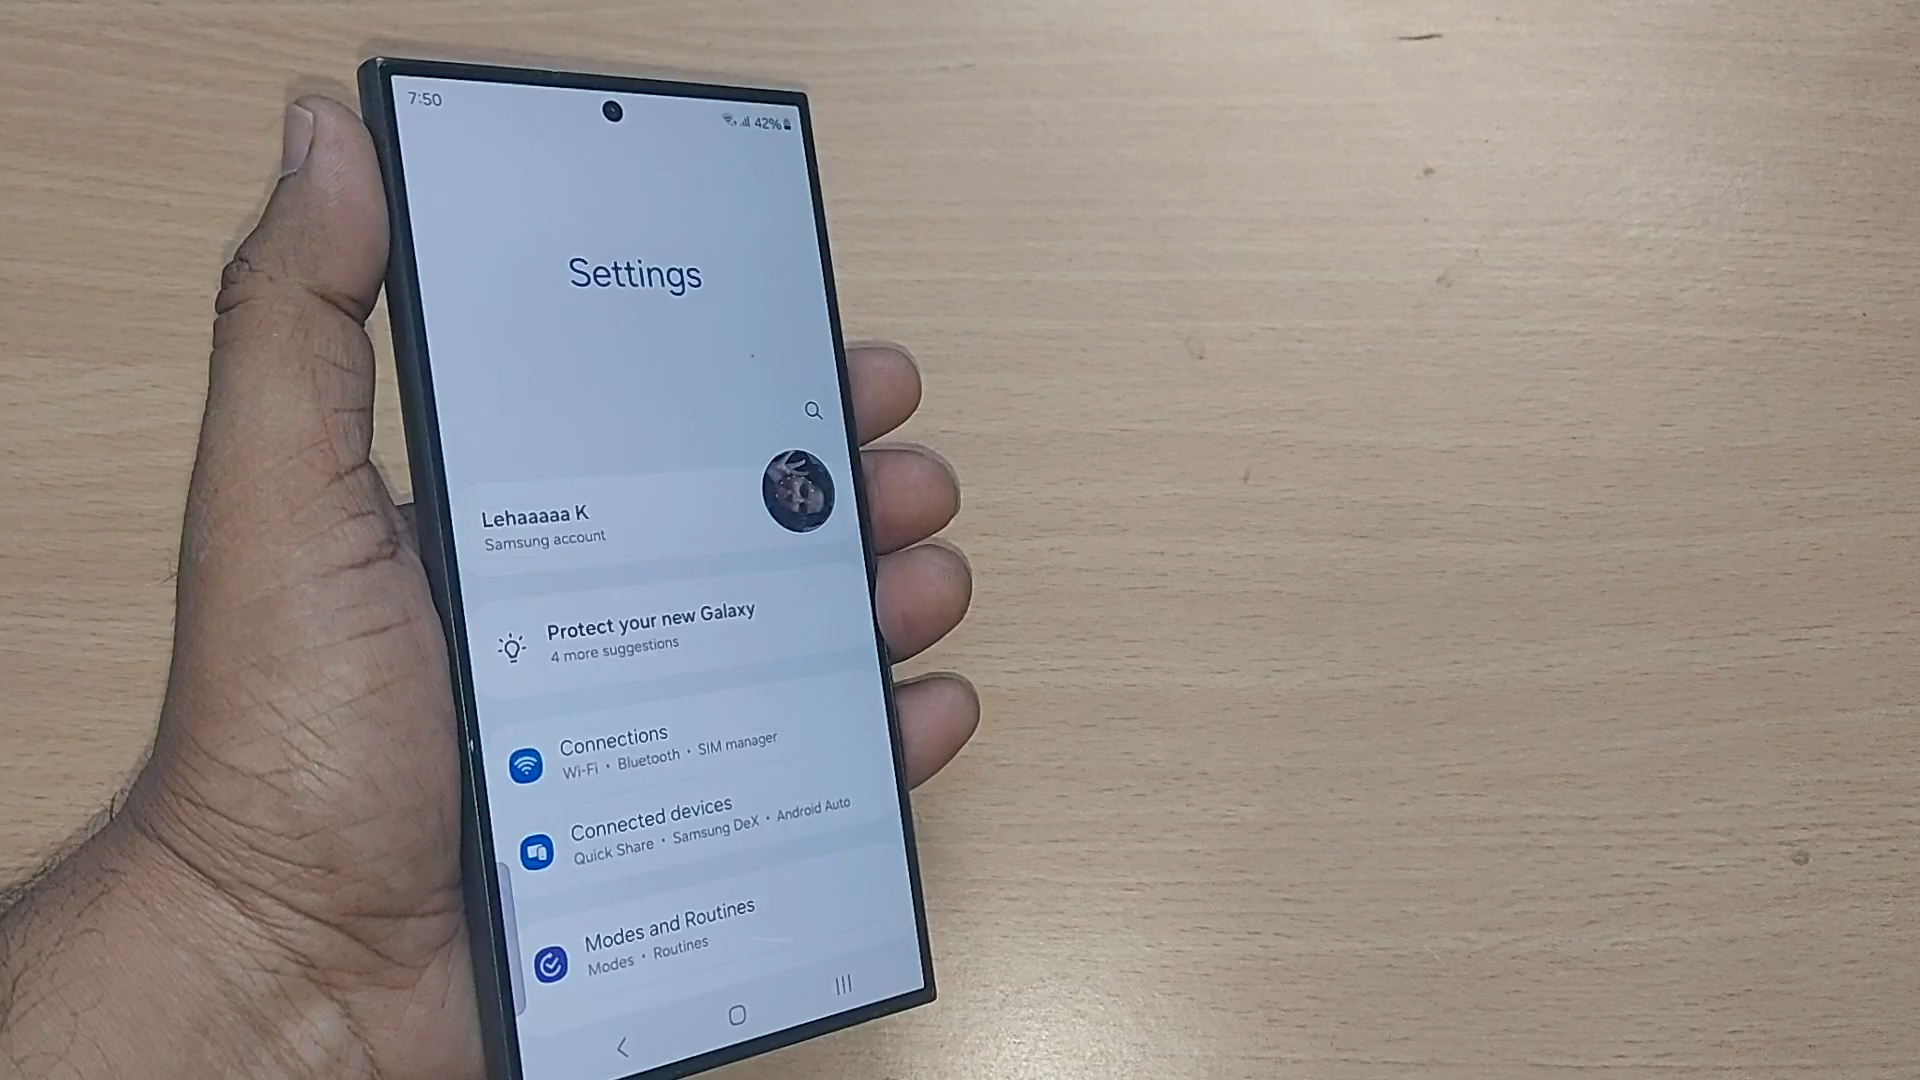 7:50
42%
Settings
Lehaaaaa K
Samsung account
Protect your new Galaxy
4 more suggestions
Connections
Wi-Fi • Bluetooth • SIM manager
Connected devices
Quick Share • Samsung DeX • Android Auto
Modes and Routines
Modes • Routines